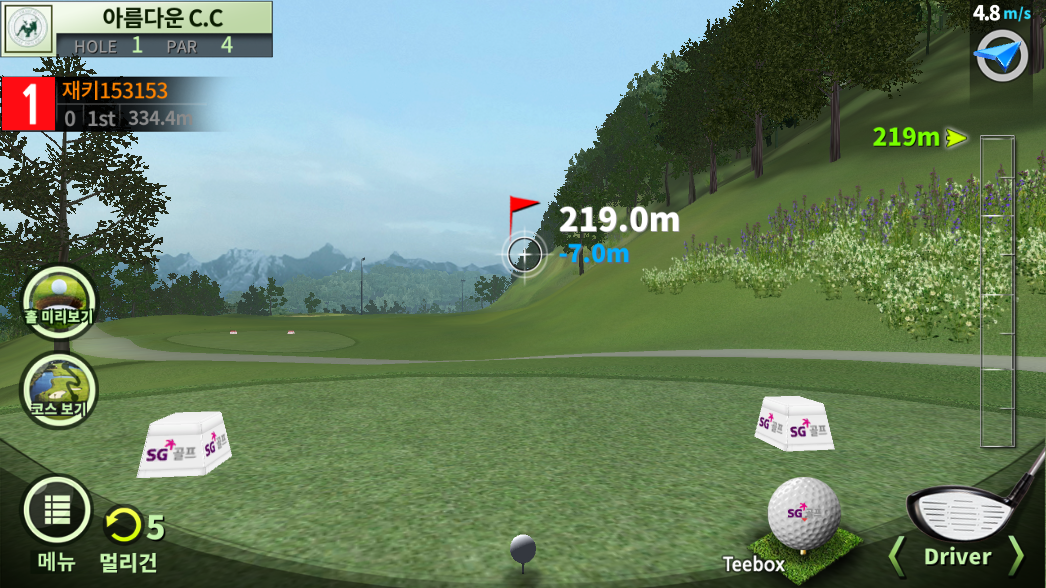 아름다운 C.C
HOLE 1 PAR 4
1 재키153153
0 1st 334.4m
4.8 m/s
219m
219.0m
-7.0m
홀 미리보기
코스 보기
SG 골프 SG 골프
SG 골프 SG 골프
SG 골프
메뉴
5
멀리건
Teebox
Driver